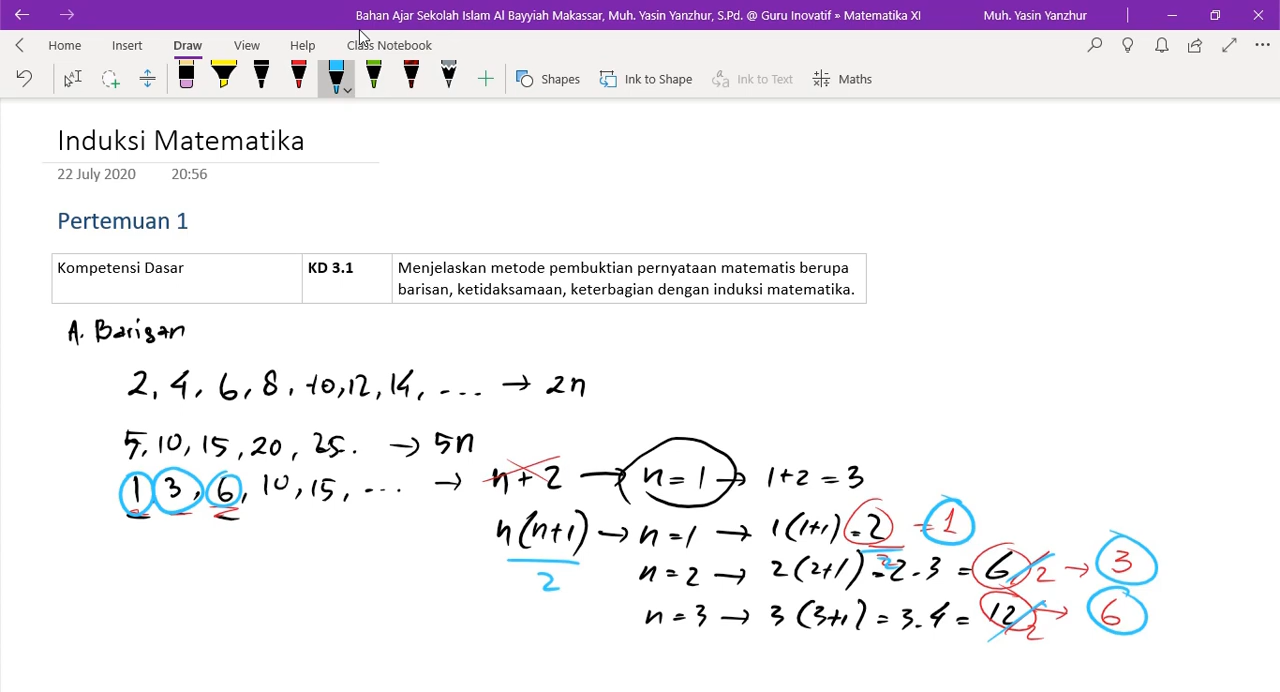 Bahan Ajar Sekolah Islam Al Bayyiah Makassar, Muh. Yasin Yanzhur, S.Pd. @ Guru Inovatif » Matematika XI Muh. Yasin Yanzhur
Home Insert Draw View Help Class Notebook
Shapes Ink to Shape Ink to Text Maths
Induksi Matematika
22 July 2020 20:56
Pertemuan 1
Kompetensi Dasar KD 3.1 Menjelaskan metode pembuktian pernyataan matematis berupa
barisan, ketidaksamaan, keterbagian dengan induksi matematika.
A. Barisan
2, 4, 6, 8, 10, 12, 14, .... → 2n
5, 10, 15, 20, 25. → 5n
1 3, 6, 10, 15, ... → n+2 → n=1 → 1+2=3
n(n+1)/2 → n=1 → 1(1+1)=2/2 = 1
n=2 → 2(2+1)=2.3 = 6/2 → 3
n=3 → 3(3+1)=3.4= 12/2 → 6